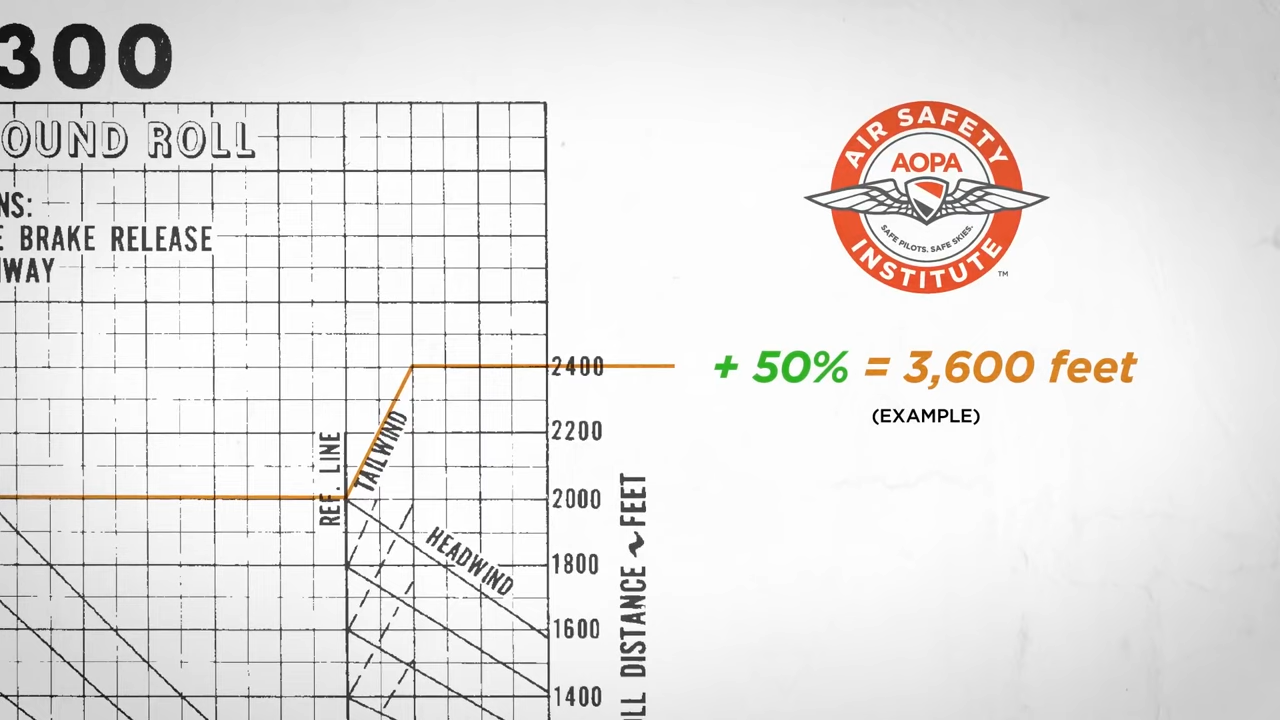 300
OUND ROLL
NS:
E BRAKE RELEASE
WAY
REF. LINE
TAILWIND
HEADWIND
2400
2200
2000
1800
1600
1400
LL DISTANCE ~ FEET
AIR SAFETY
AOPA
SAFE PILOTS. SAFE SKIES.
INSTITUTE
™
+ 50% = 3,600 feet
(EXAMPLE)